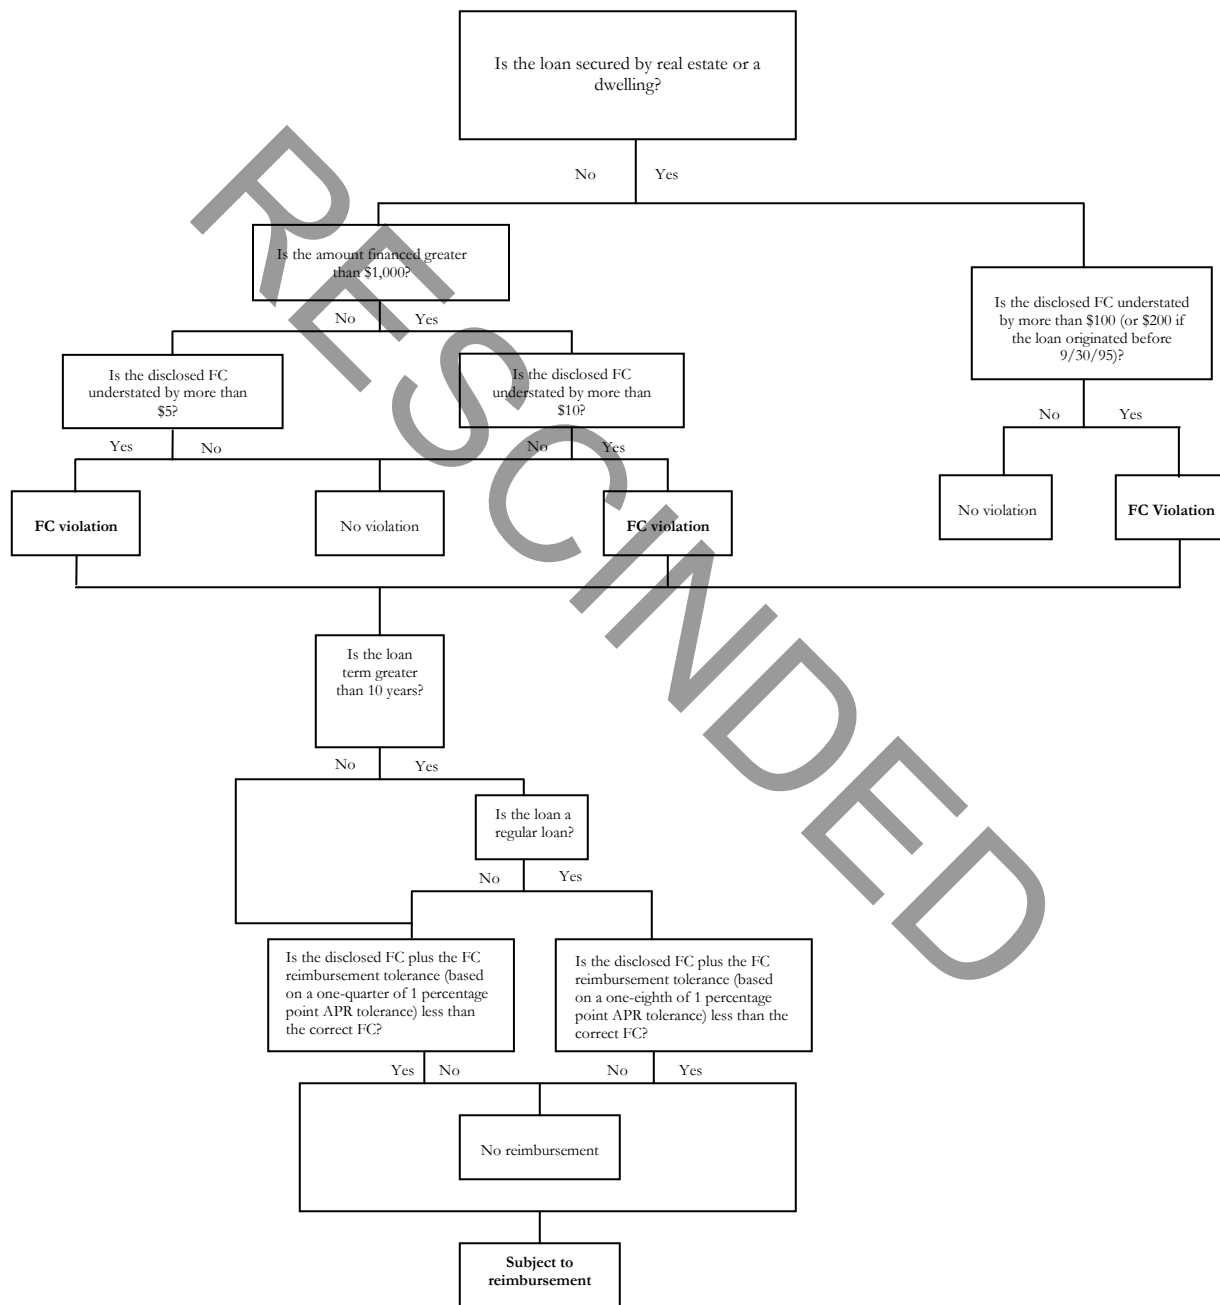 Is the loan secured by real estate or a
dwelling?
No Yes
Is the amount financed greater
than $1,000?
Is the disclosed FC understated
by more than $100 (or $200 if
the loan originated before
9/30/95)?
No Yes
Is the disclosed FC
understated by more than
$5?
Is the disclosed FC
understated by more than
$10?
No Yes
Yes No
No Yes
FC violation
No violation
FC violation
No violation
FC Violation
Is the loan
term greater
than 10 years?
No Yes
Is the loan a
regular loan?
No Yes
Is the disclosed FC plus the FC
reimbursement tolerance (based
on a one-quarter of 1 percentage
point APR tolerance) less than
the correct FC?
Is the disclosed FC plus the FC
reimbursement tolerance (based
on a one-eighth of 1 percentage
point APR tolerance) less than the
correct FC?
Yes No
No Yes
No reimbursement
Subject to
reimbursement
RESCINDED